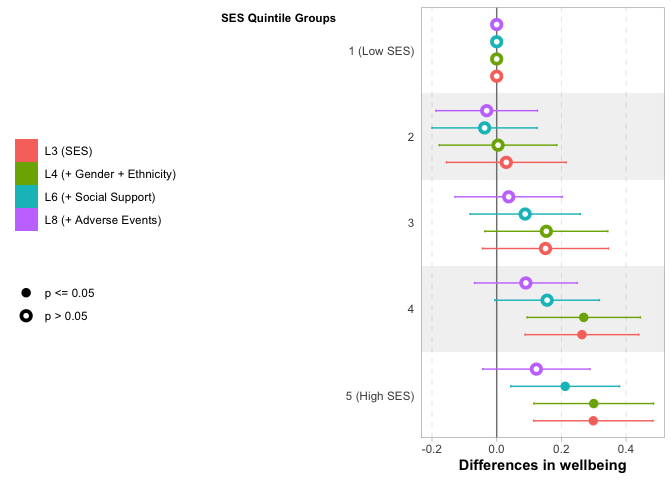 SES Quintile Groups
1 (Low SES)
2
3
4
5 (High SES)
L3 (SES)
L4 (+ Gender + Ethnicity)
L6 (+ Social Support)
L8 (+ Adverse Events)
p <= 0.05
p > 0.05
-0.2 0.0 0.2 0.4
Differences in wellbeing